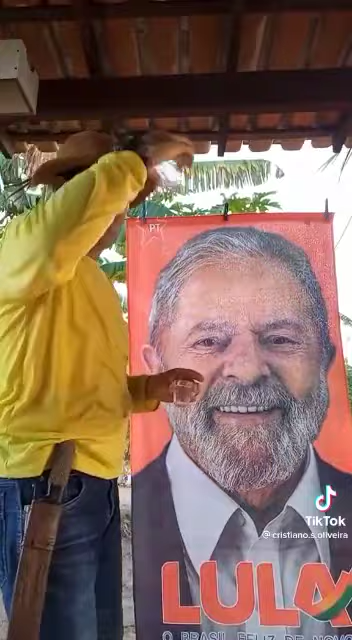 PT
TikTok
@cristiano.s.oliveira
LULA
O BRASIL FELIZ DE NOVO